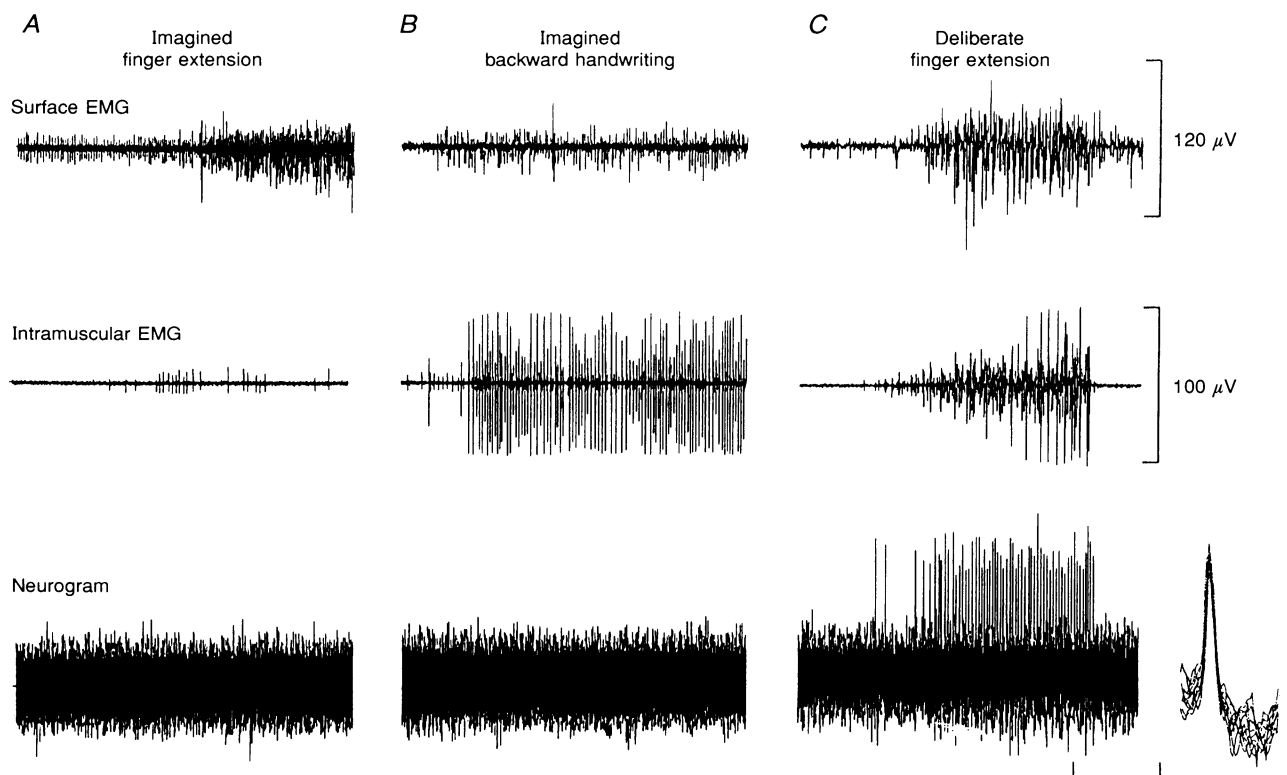 A
Imagined
finger extension
B
Imagined
backward handwriting
C
Deliberate
finger extension
Surface EMG
120 μV
Intramuscular EMG
100 μV
Neurogram